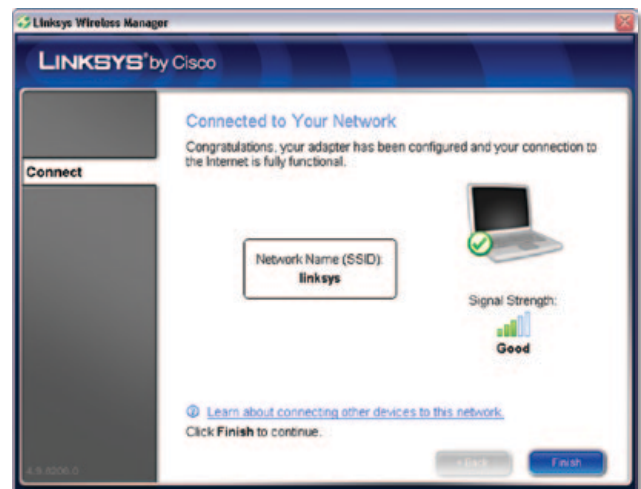 Linksys Wireless Manager
LINKSYS® by Cisco
Connected to Your Network
Congratulations, your adapter has been configured and your connection to
the Internet is fully functional.
Connect
Network Name (SSID):
linksys
Signal Strength:
Good
Learn about connecting other devices to this network.
Click Finish to continue.
Back
Finish